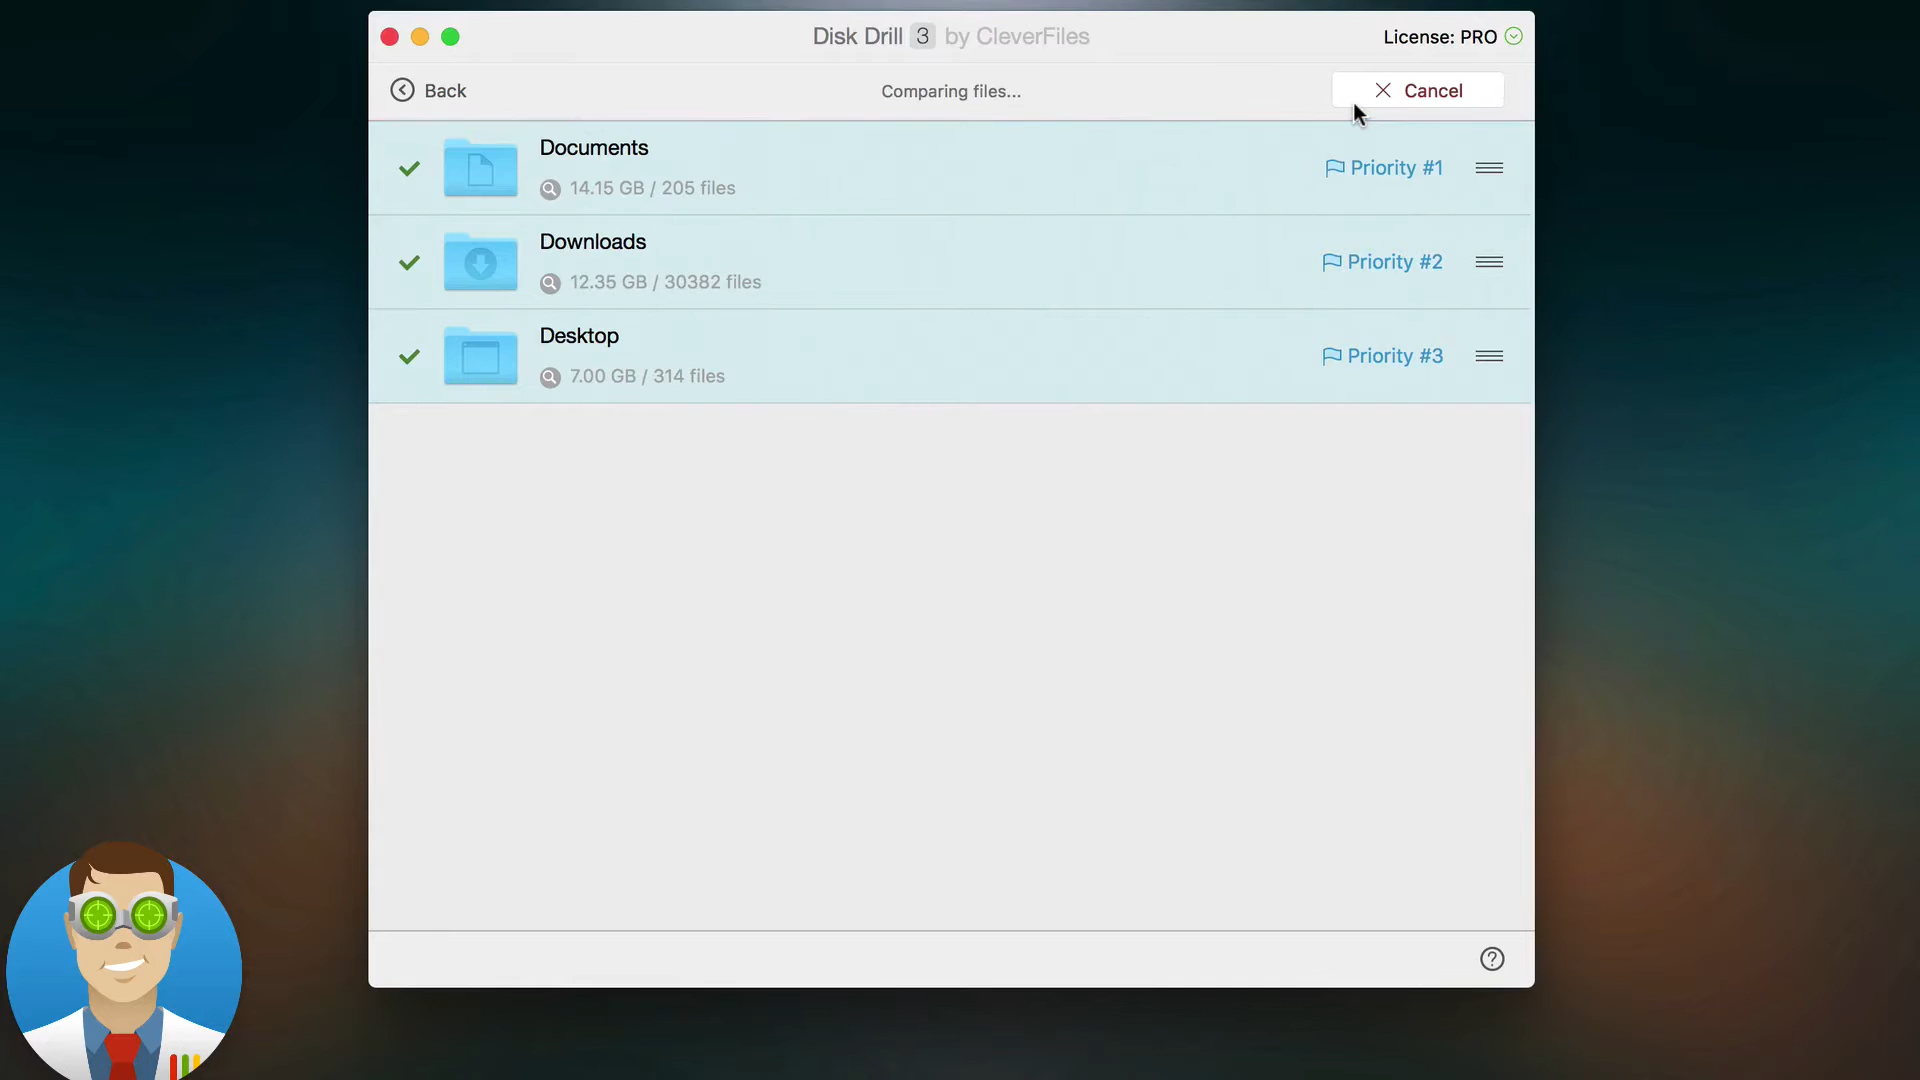 Disk Drill 3 by CleverFiles
License: PRO
Back
Comparing files...
Cancel
Documents
14.15 GB / 205 files
Priority #1
Downloads
12.35 GB / 30382 files
Priority #2
Desktop
7.00 GB / 314 files
Priority #3